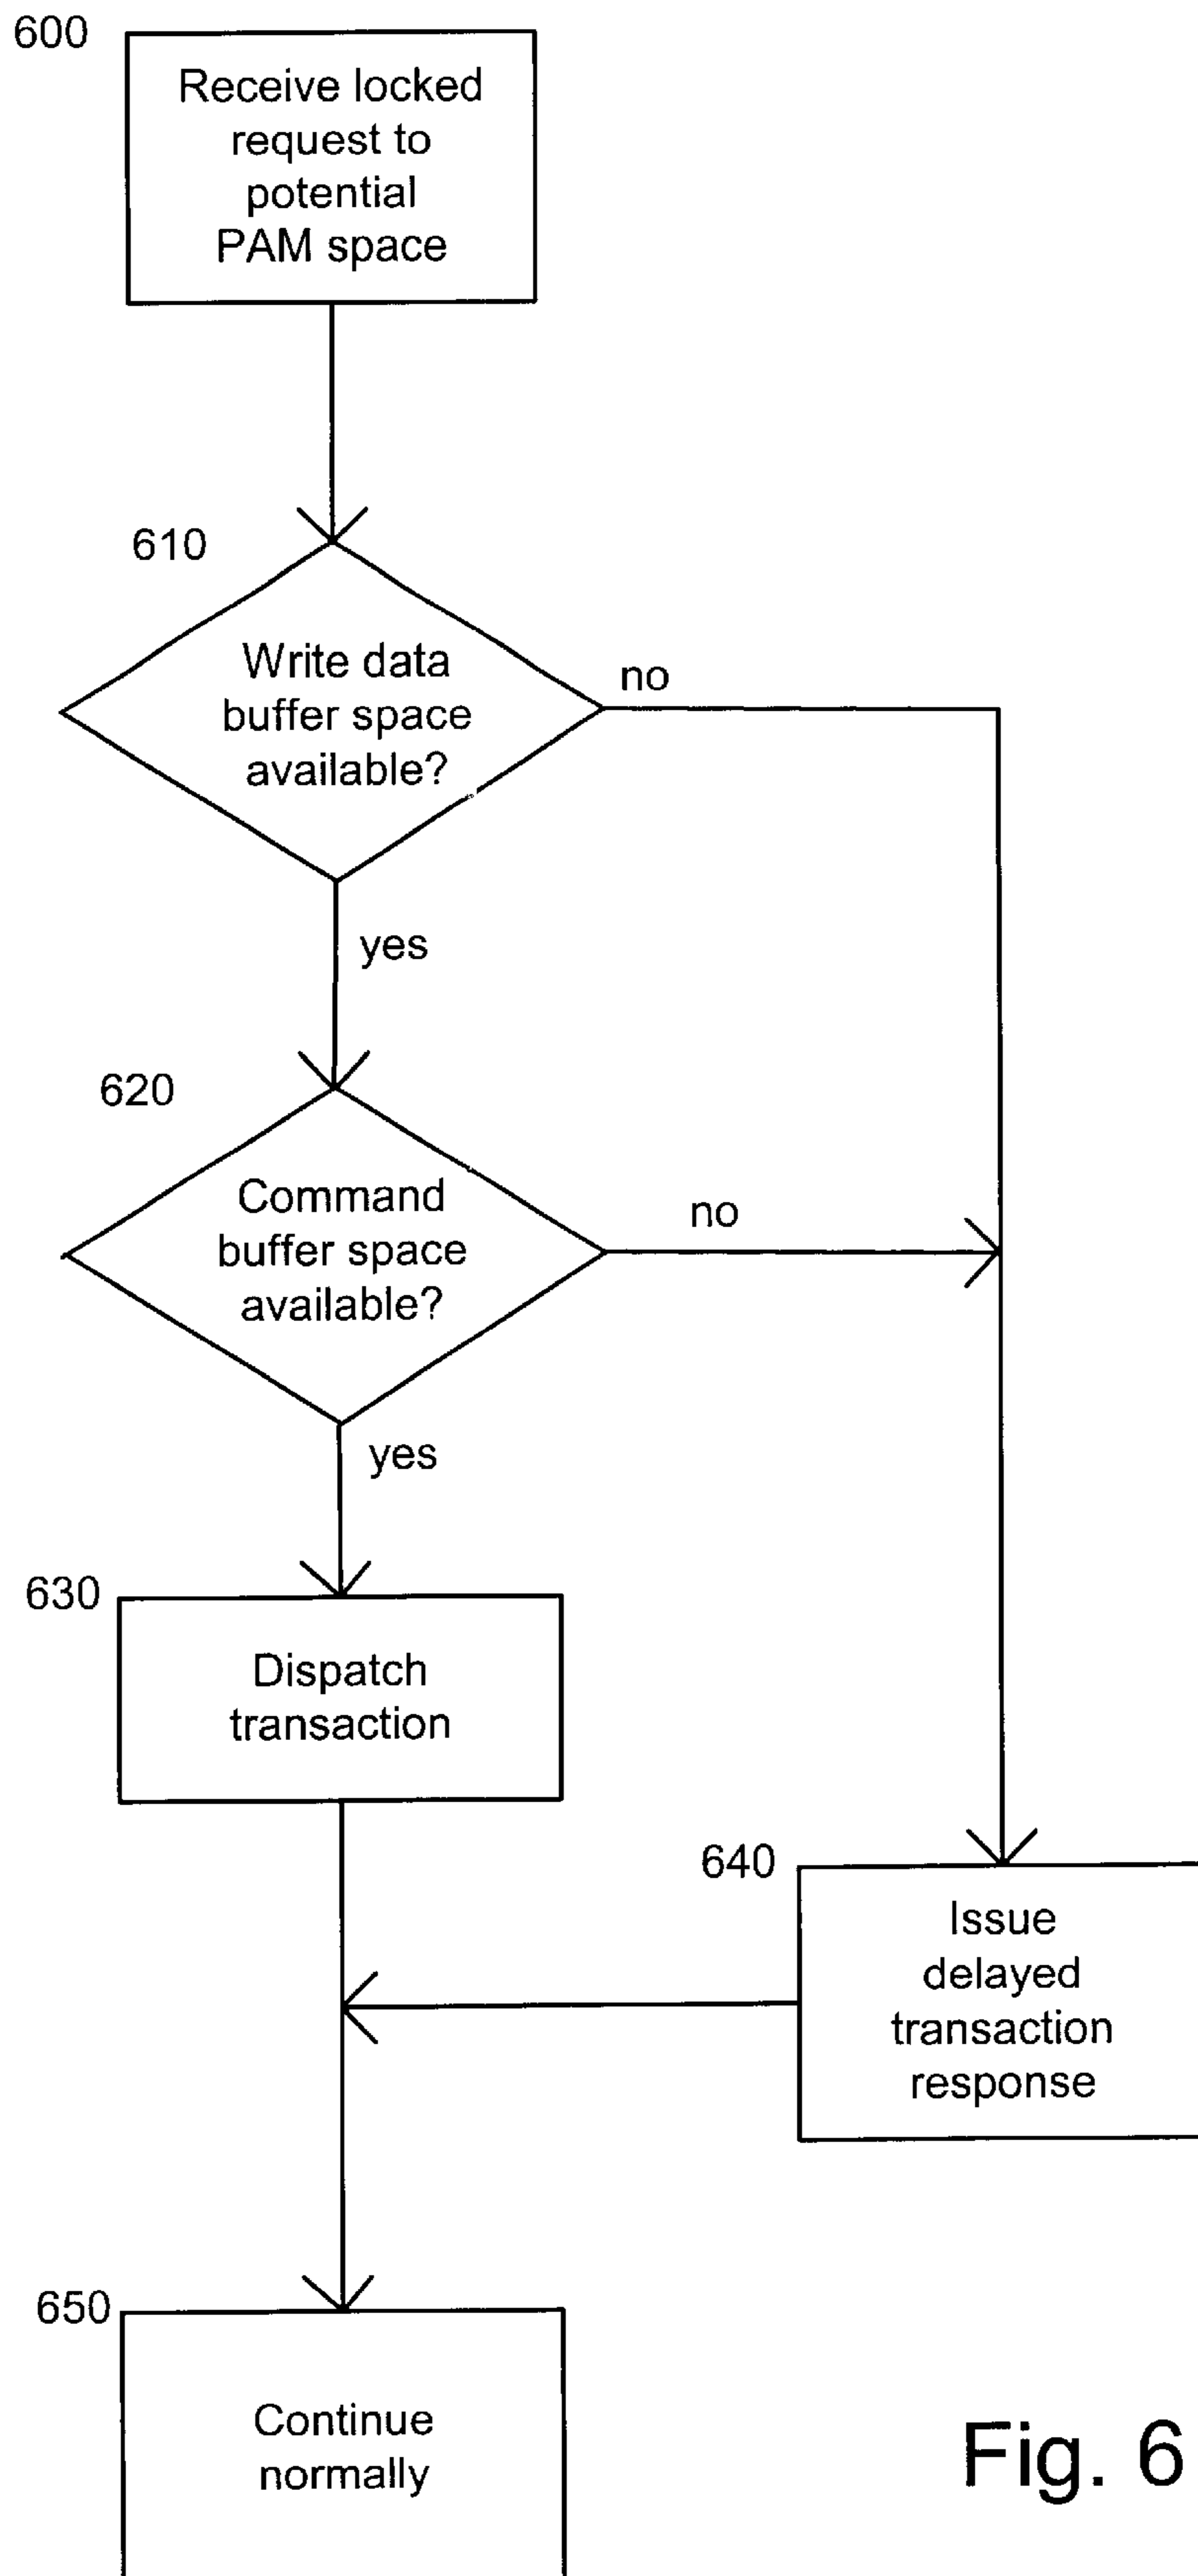 600
Receive locked
request to
potential
PAM space
610
Write data
buffer space
available?
no
yes
620
Command
buffer space
available?
no
yes
630
Dispatch
transaction
640
Issue
delayed
transaction
response
650
Continue
normally
Fig. 6